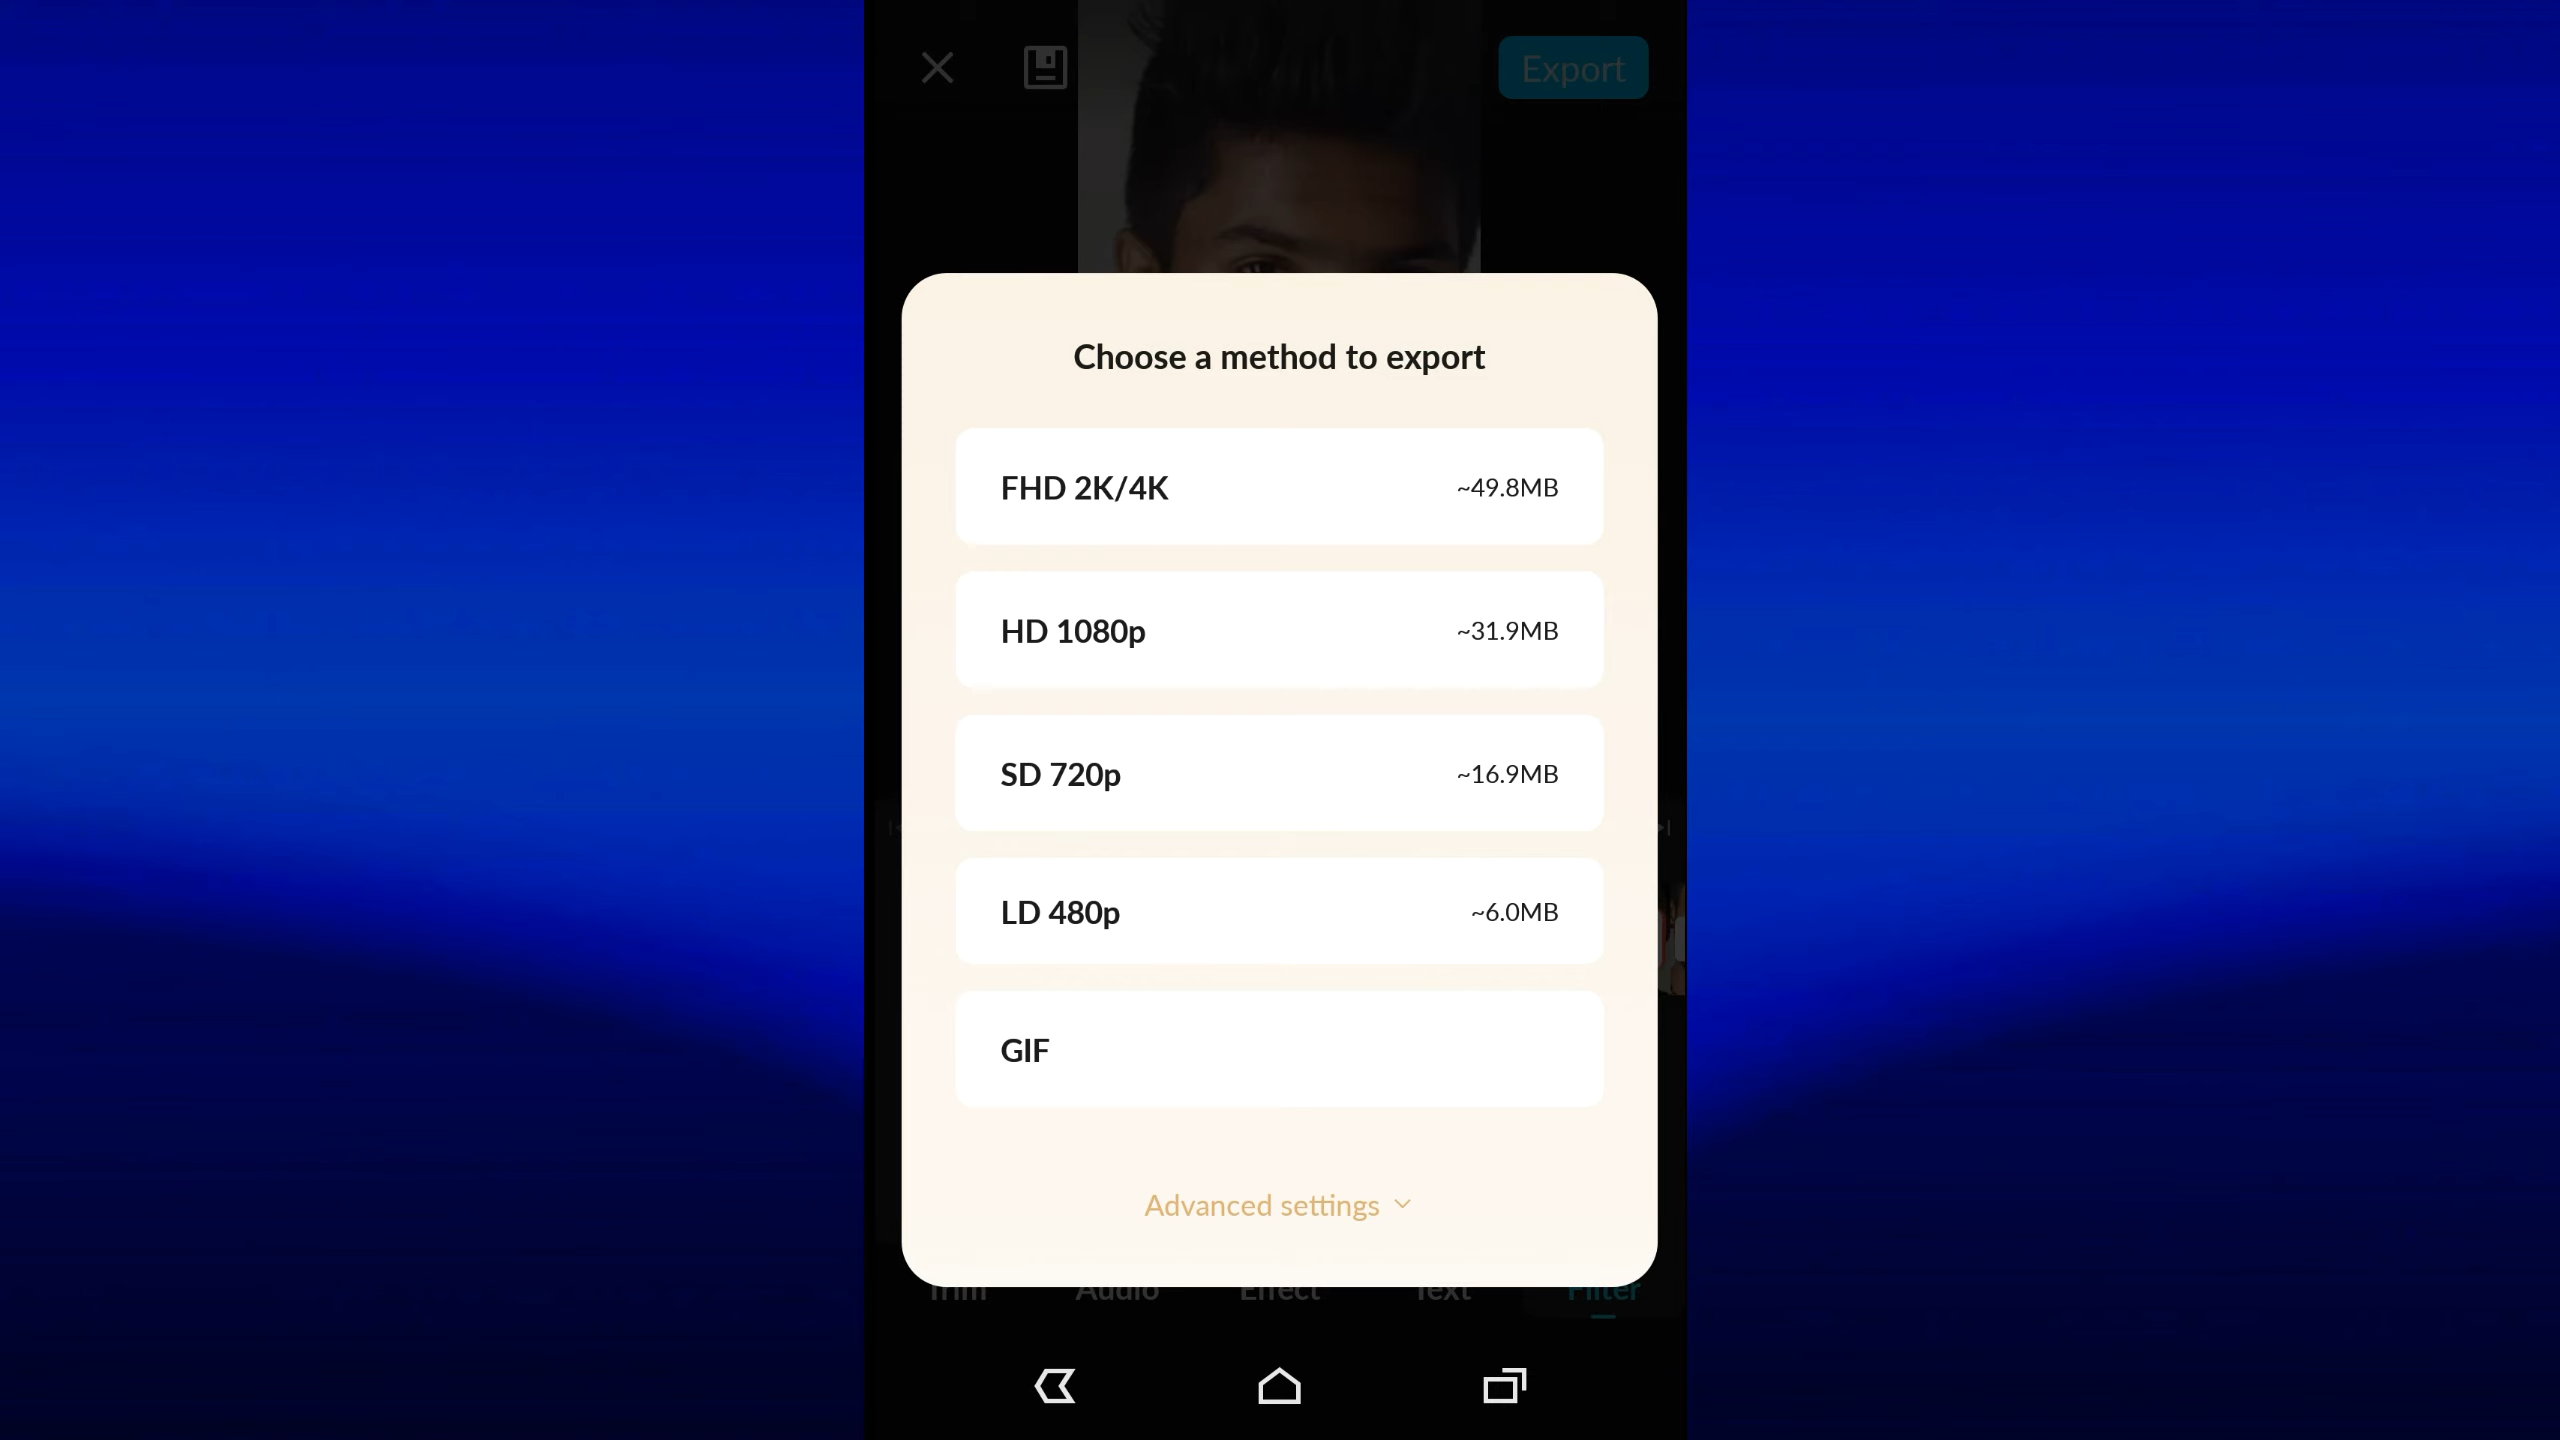 Export
Choose a method to export
FHD 2K/4K ~49.8MB
HD 1080p ~31.9MB
SD 720p ~16.9MB
LD 480p ~6.0MB
GIF
Advanced settings
Trim Audio Effect Text Filter